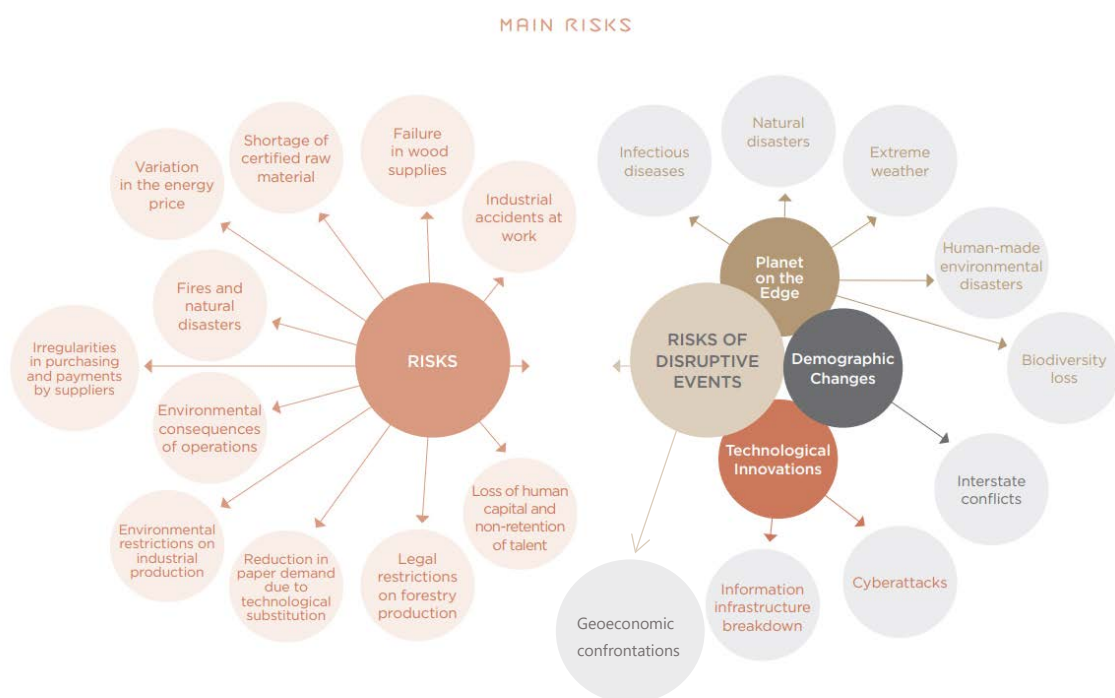 MAIN RISKS
Failure
in wood
supplies
Shortage of
certified raw
material
Variation
in the energy
price
Industrial
accidents at
work
Fires and
natural
disasters
Irregularities
in purchasing
and payments
by suppliers
RISKS
Environmental
consequences
of operations
Environmental
restrictions on
industrial
production
Reduction in
paper demand
due to
technological
substitution
Legal
restrictions
on forestry
production
Loss of human
capital and
non-retention
of talent
Natural
disasters
Infectious
diseases
Extreme
weather
Planet
on the
Edge
Human-made
environmental
disasters
RISKS OF
DISRUPTIVE
EVENTS
Demographic
Changes
Biodiversity
loss
Technological
Innovations
Interstate
conflicts
Cyberattacks
Information
infrastructure
breakdown
Geoeconomic
confrontations